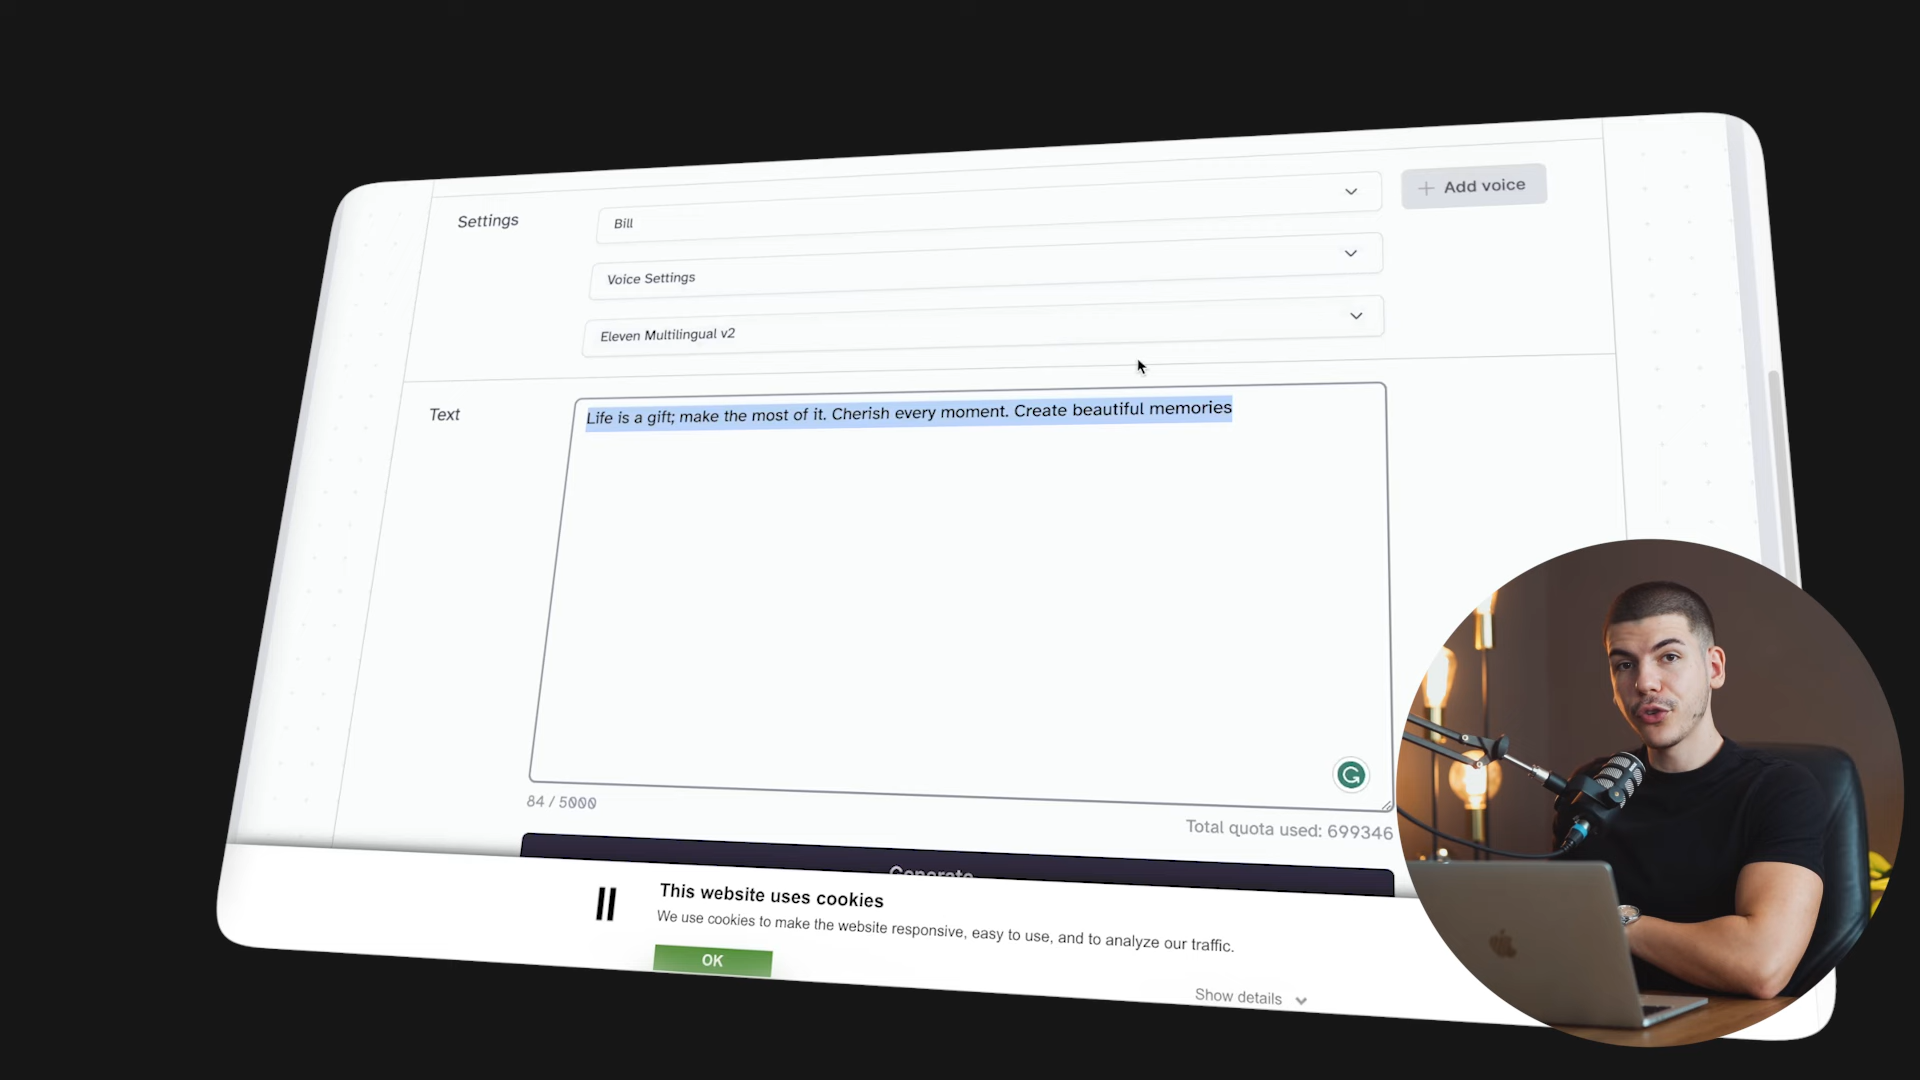 Settings
Bill
+ Add voice
Voice Settings
Eleven Multilingual v2
Text
Life is a gift; make the most of it. Cherish every moment. Create beautiful memories
84 / 5000
Total quota used: 699346
Generate
This website uses cookies
We use cookies to make the website responsive, easy to use, and to analyze our traffic.
OK
Show details